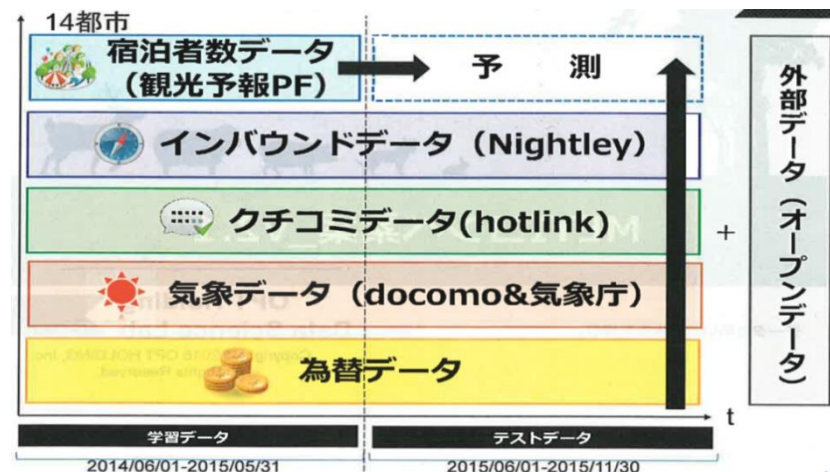 14都市
宿泊者数データ
（観光予報PF）
予 測
インバウンドデータ（Nightley）
クチコミデータ(hotlink)
気象データ（docomo&気象庁）
為替データ
+
外部データ（オープンデータ）
t
学習データ
テストデータ
2014/06/01-2015/05/31
2015/06/01-2015/11/30